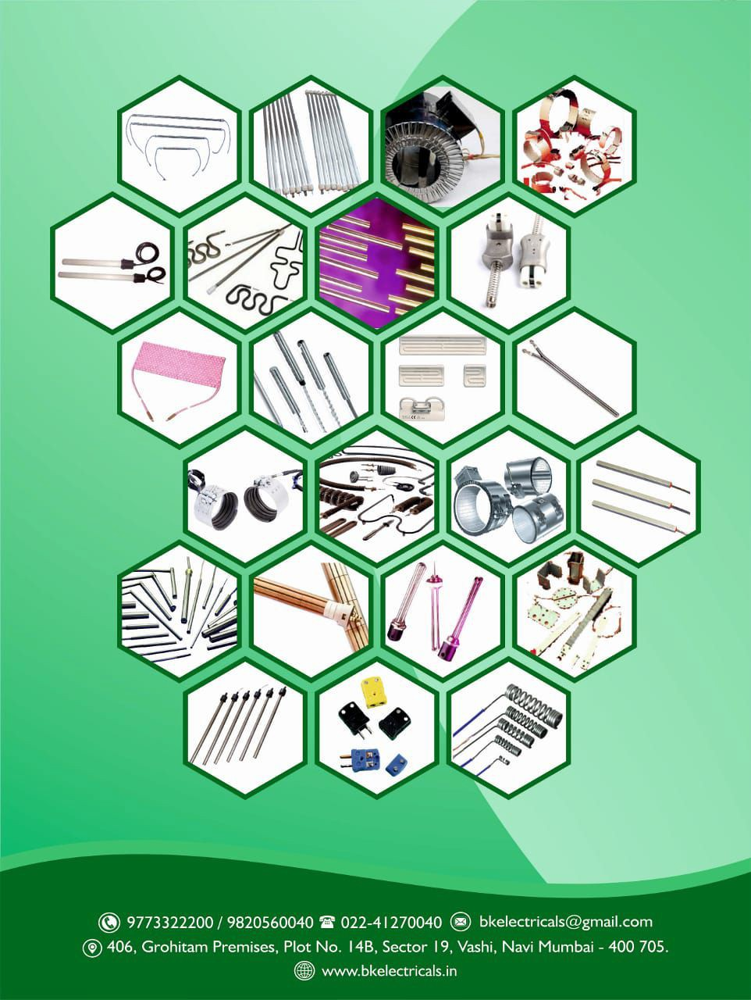 9773322200 / 9820560040 022-41270040 bkelectricals@gmail.com
406, Grohitam Premises, Plot No. 14B, Sector 19, Vashi, Navi Mumbai - 400 705.
www.bkelectricals.in